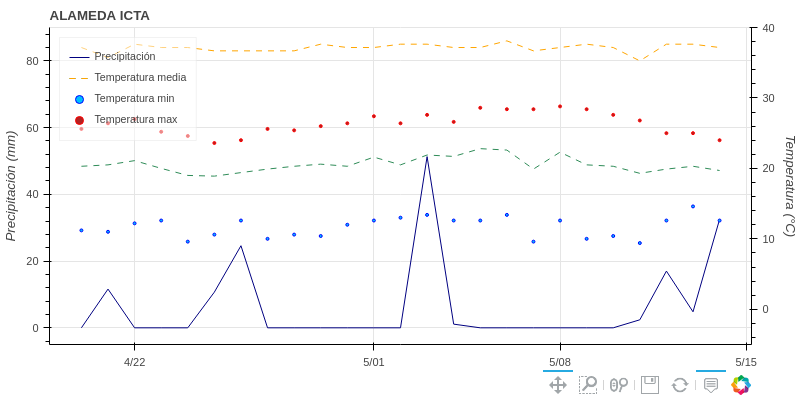 ALAMEDA ICTA
Precipitación
Temperatura media
Temperatura min
Temperatura max
Precipitación (mm)
80
60
40
20
0
Temperatura (°C)
40
30
20
10
0
4/22
5/01
5/08
5/15